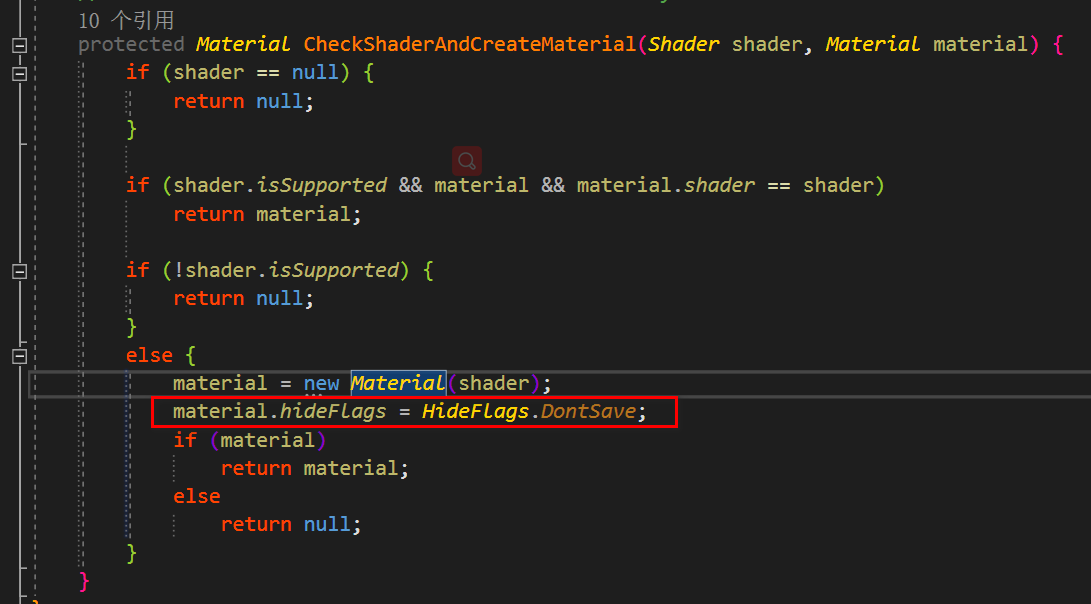 10 个引用
protected Material CheckShaderAndCreateMaterial(Shader shader, Material material) {
if (shader == null) {
return null;
}
if (shader.isSupported && material && material.shader == shader)
return material;
if (!shader.isSupported) {
return null;
}
else {
material = new Material(shader);
material.hideFlags = HideFlags.DontSave;
if (material)
return material;
else
return null;
}
}